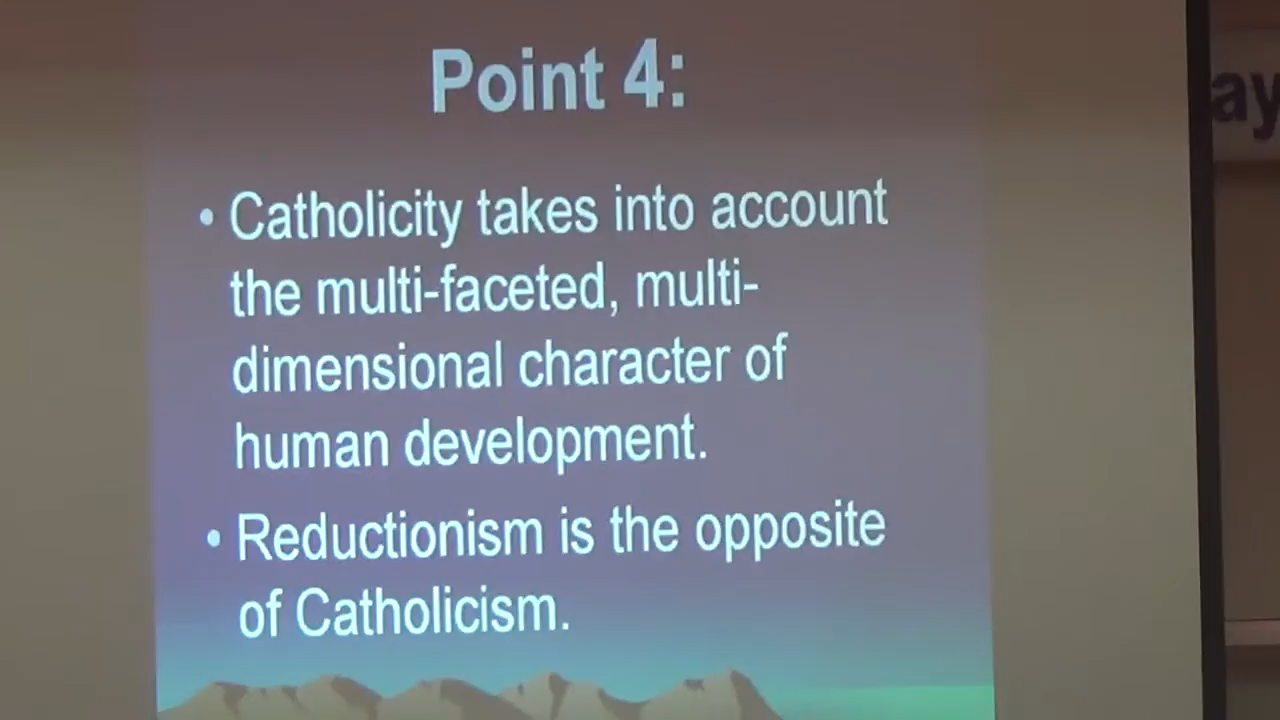 Point 4:
• Catholicity takes into account
the multi-faceted, multi-
dimensional character of
human development.
• Reductionism is the opposite
of Catholicism.
ay